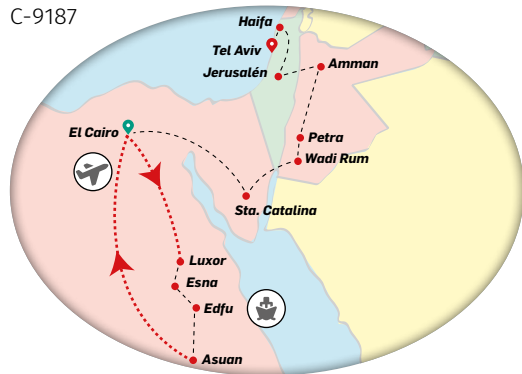 C-9187
Haifa
Tel Aviv
Jerusalén
Amman
El Cairo
Petra
Wadi Rum
Sta. Catalina
Luxor
Esna
Edfu
Asuan